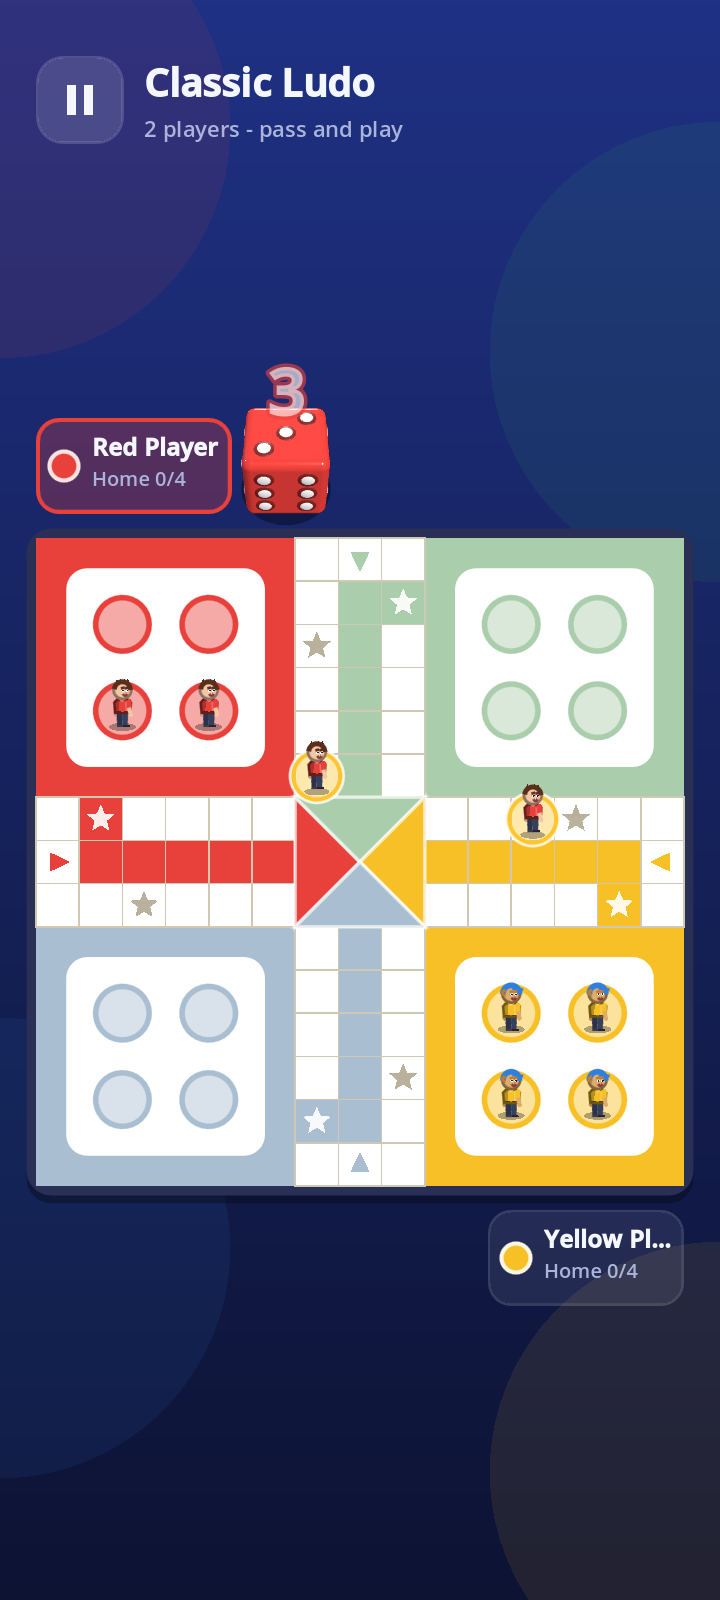 Classic Ludo
2 players - pass and play
3
Red Player
Home 0/4
Yellow Pl...
Home 0/4